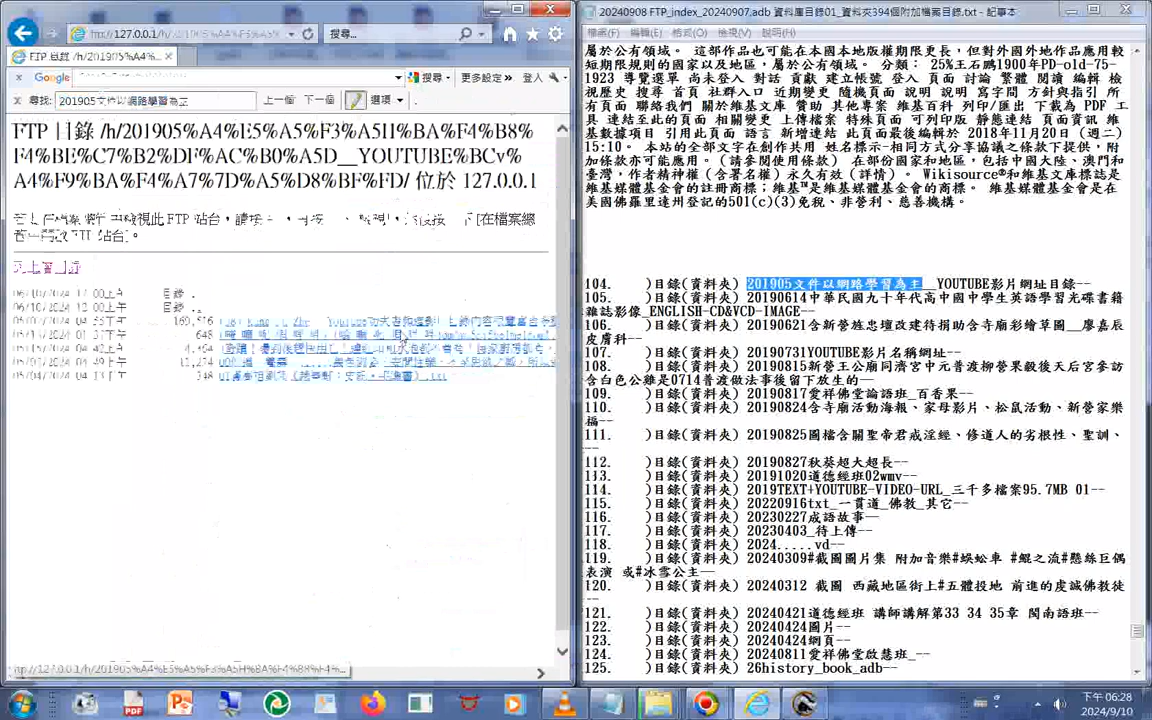 http://127.0.0.1/h/201905%A4%E5%A5
搜尋...
FTP 目錄 /h/201905%A4%...
Google
搜尋
更多設定 »
登入
尋找: 201905文件以網路學習為主
上一個 下一個 選項
FTP 目錄 /h/201905%A4%E5%A5%F3%A5H%BA%F4%B8%
F4%BE%C7%B2%DF%AC%B0%A5D__YOUTUBE%BCv%
A4%F9%BA%F4%A7%7D%A5%D8%BF%FD/ 位於 127.0.0.1
到上層目錄
目錄 .
目錄 ..
05/04/2024 04:13下午 348
20240908 FTP_index_20240907.adb 資料庫目錄01_資料夾394個附加檔案目錄.txt - 記事本
檔案(F) 編輯(E) 格式(O) 檢視(V) 說明(H)
屬於公有領域。 這部作品也可能在本國本地版權期限更長，但對外國外地作品應用較
短期限規則的國家以及地區，屬於公有領域。 分類： 25%王石鵬1900年PD-old-75-
1923 導覽選單 尚未登入 對話 貢獻 建立帳號 登入 頁面 討論 繁體 閱讀 編輯 檢
視歷史 搜尋 首頁 社群入口 近期變更 隨機頁面 說明 說明 寫字間 方針與指引 所
有頁面 聯絡我們 關於維基文庫 贊助 其他專案 維基百科 列印/匯出 下載為 PDF 工
具 連結至此的頁面 相關變更 上傳檔案 特殊頁面 可列印版 靜態連結 頁面資訊 維
基數據項目 引用此頁面 語言 新增連結 此頁面最後編輯於 2018年11月20日 (週二)
15:10。 本站的全部文字在創作共用 姓名標示-相同方式分享協議之條款下提供，附
加條款亦可能應用。(請參閱使用條款) 在部份國家和地區，包括中國大陸、澳門和
臺灣，作者精神權(含署名權)永久有效(詳情)。 Wikisource®和維基文庫標誌是
維基媒體基金會的註冊商標；維基™是維基媒體基金會的商標。 維基媒體基金會是在
美國佛羅里達州登記的501(c)(3)免稅、非營利、慈善機構。
104. )目錄(資料夾) 201905文件以網路學習為主__YOUTUBE影片網址目錄--
105. )目錄(資料夾) 20190614中華民國九十年代高中國中學生英語學習光碟書籍
雜誌影像_ENGLISH-CD&VCD-IMAGE--
106. )目錄(資料夾) 20190621含新營姓忠壇改建待捐助含寺廟彩繪草圖__廖嘉辰
皮膚科--
107. )目錄(資料夾) 20190731YOUTUBE影片名稱網址--
108. )目錄(資料夾) 20190815新營王公廟同濟宮中元普渡柳營果毅後天后宮參訪
含白色公雞是0714普渡做法事後留下放生的--
109. )目錄(資料夾) 20190817愛祥佛堂論語班_百香果--
110. )目錄(資料夾) 20190824含寺廟活動海報、家母影片、松鼠活動、新營家樂
福--
111. )目錄(資料夾) 20190825圖檔含關聖帝君戒淫經、修道人的劣根性、聖訓、
--
112. )目錄(資料夾) 20190827秋葵超大超長--
113. )目錄(資料夾) 20191020道德經班02wmv--
114. )目錄(資料夾) 2019TEXT+YOUTUBE-VIDEO-URL_三千多檔案95.7MB 01--
115. )目錄(資料夾) 20220916txt_一貫道_佛教_其它--
116. )目錄(資料夾) 20230227成語故事--
117. )目錄(資料夾) 20230403_待上傳--
118. )目錄(資料夾) 2024.....vd--
119. )目錄(資料夾) 20240309#截圖圖片集 附加音樂#蜈蚣車 #鯤之流#懸絲巨偶
表演 或#冰雪公主--
120. )目錄(資料夾) 20240312 截圖 西藏地區街上#五體投地 前進的虔誠佛教徒
--
121. )目錄(資料夾) 20240421道德經班 講師講解第33 34 35章 閩南語班--
122. )目錄(資料夾) 20240424圖片--
123. )目錄(資料夾) 20240424網頁--
124. )目錄(資料夾) 20240811愛祥佛堂啟慧班_--
125. )目錄(資料夾) 26history_book_adb--
下午 06:28
2024/9/10